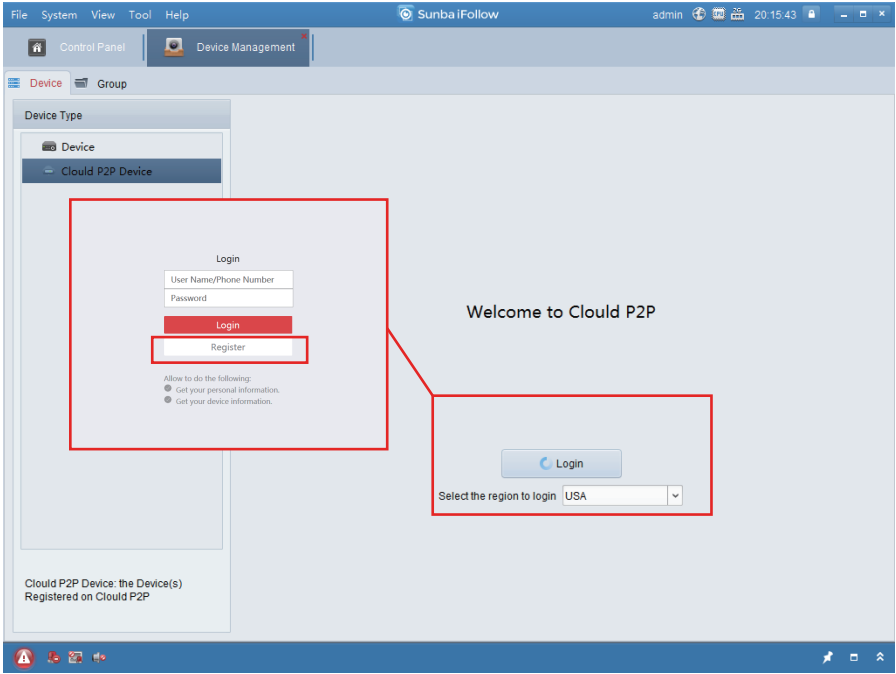 File System View Tool Help Sunba iFollow admin 20:15:43
Control Panel Device Management
Device Group
Device Type
Device
Clould P2P Device
Login
User Name/Phone Number
Password
Login
Register
Allow to do the following:
Get your personal information.
Get your device information.
Welcome to Clould P2P
Login
Select the region to login USA
Clould P2P Device: the Device(s)
Registered on Clould P2P